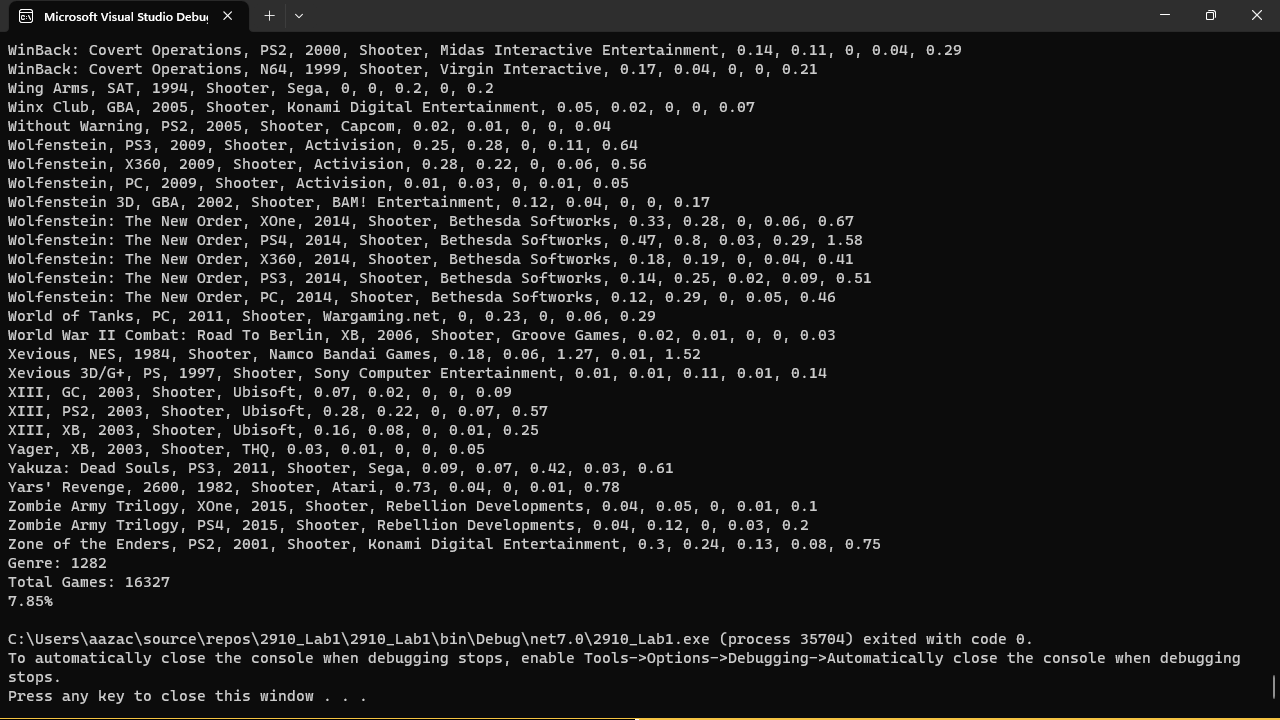 Microsoft Visual Studio Debu
WinBack: Covert Operations, PS2, 2000, Shooter, Midas Interactive Entertainment, 0.14, 0.11, 0, 0.04, 0.29
WinBack: Covert Operations, N64, 1999, Shooter, Virgin Interactive, 0.17, 0.04, 0, 0, 0.21
Wing Arms, SAT, 1994, Shooter, Sega, 0, 0, 0.2, 0, 0.2
Winx Club, GBA, 2005, Shooter, Konami Digital Entertainment, 0.05, 0.02, 0, 0, 0.07
Without Warning, PS2, 2005, Shooter, Capcom, 0.02, 0.01, 0, 0, 0.04
Wolfenstein, PS3, 2009, Shooter, Activision, 0.25, 0.28, 0, 0.11, 0.64
Wolfenstein, X360, 2009, Shooter, Activision, 0.28, 0.22, 0, 0.06, 0.56
Wolfenstein, PC, 2009, Shooter, Activision, 0.01, 0.03, 0, 0.01, 0.05
Wolfenstein 3D, GBA, 2002, Shooter, BAM! Entertainment, 0.12, 0.04, 0, 0, 0.17
Wolfenstein: The New Order, XOne, 2014, Shooter, Bethesda Softworks, 0.33, 0.28, 0, 0.06, 0.67
Wolfenstein: The New Order, PS4, 2014, Shooter, Bethesda Softworks, 0.47, 0.8, 0.03, 0.29, 1.58
Wolfenstein: The New Order, X360, 2014, Shooter, Bethesda Softworks, 0.18, 0.19, 0, 0.04, 0.41
Wolfenstein: The New Order, PS3, 2014, Shooter, Bethesda Softworks, 0.14, 0.25, 0.02, 0.09, 0.51
Wolfenstein: The New Order, PC, 2014, Shooter, Bethesda Softworks, 0.12, 0.29, 0, 0.05, 0.46
World of Tanks, PC, 2011, Shooter, Wargaming.net, 0, 0.23, 0, 0.06, 0.29
World War II Combat: Road To Berlin, XB, 2006, Shooter, Groove Games, 0.02, 0.01, 0, 0, 0.03
Xevious, NES, 1984, Shooter, Namco Bandai Games, 0.18, 0.06, 1.27, 0.01, 1.52
Xevious 3D/G+, PS, 1997, Shooter, Sony Computer Entertainment, 0.01, 0.01, 0.11, 0.01, 0.14
XIII, GC, 2003, Shooter, Ubisoft, 0.07, 0.02, 0, 0, 0.09
XIII, PS2, 2003, Shooter, Ubisoft, 0.28, 0.22, 0, 0.07, 0.57
XIII, XB, 2003, Shooter, Ubisoft, 0.16, 0.08, 0, 0.01, 0.25
Yager, XB, 2003, Shooter, THQ, 0.03, 0.01, 0, 0, 0.05
Yakuza: Dead Souls, PS3, 2011, Shooter, Sega, 0.09, 0.07, 0.42, 0.03, 0.61
Yars' Revenge, 2600, 1982, Shooter, Atari, 0.73, 0.04, 0, 0.01, 0.78
Zombie Army Trilogy, XOne, 2015, Shooter, Rebellion Developments, 0.04, 0.05, 0, 0.01, 0.1
Zombie Army Trilogy, PS4, 2015, Shooter, Rebellion Developments, 0.04, 0.12, 0, 0.03, 0.2
Zone of the Enders, PS2, 2001, Shooter, Konami Digital Entertainment, 0.3, 0.24, 0.13, 0.08, 0.75
Genre: 1282
Total Games: 16327
7.85%
C:\Users\aazac\source\repos\2910_Lab1\2910_Lab1\bin\Debug\net7.0\2910_Lab1.exe (process 35704) exited with code 0.
To automatically close the console when debugging stops, enable Tools->Options->Debugging->Automatically close the console when debugging
stops.
Press any key to close this window . . .